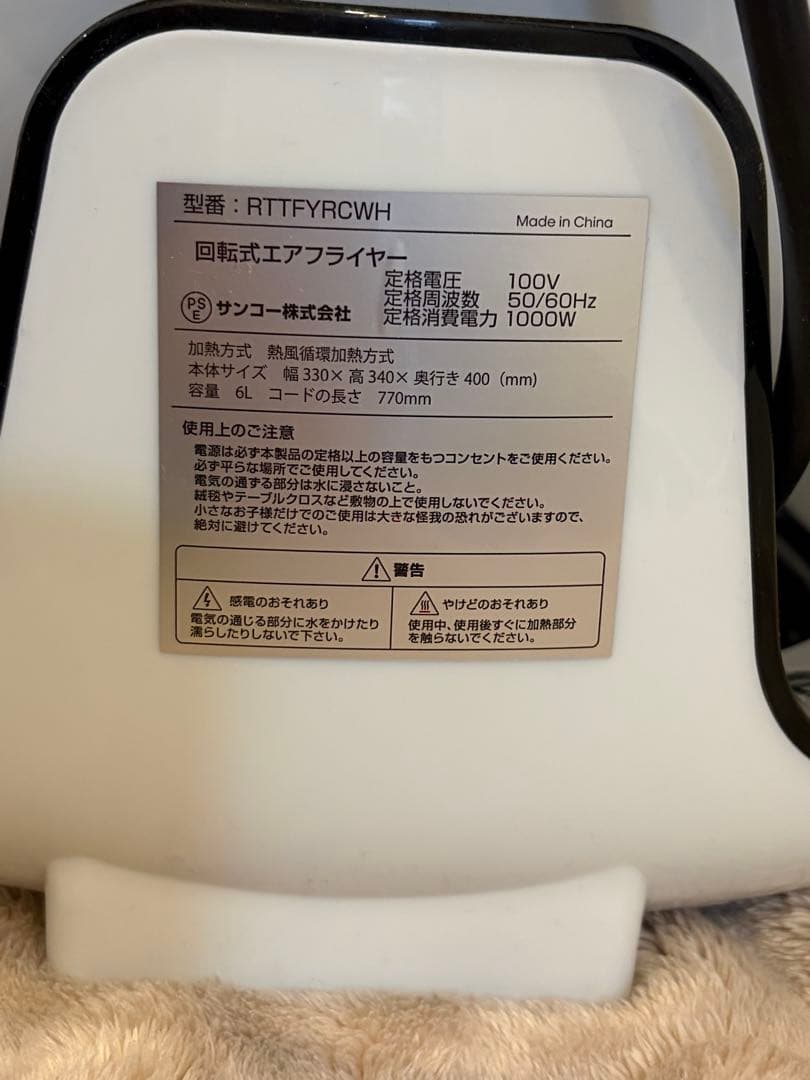 型番：RTTFYRCWH
Made in China
回転式エアフライヤー
定格電圧 100V
定格周波数 50/60Hz
定格消費電力 1000W
PSE サンコー株式会社
加熱方式 熱風循環加熱方式
本体サイズ 幅330×高340×奥行き400（mm）
容量 6L コードの長さ 770mm
使用上のご注意
電源は必ず本製品の定格以上の容量をもつコンセントをご使用ください。
必ず平らな場所でご使用してください。
電気の通ずる部分は水に浸さないこと。
絨毯やテーブルクロスなど敷物の上で使用しないでください。
小さなお子様だけでのご使用は大きな怪我の恐れがございますので、
絶対に避けてください。
警告
感電のおそれあり
電気の通じる部分に水をかけたり
濡らしたりしないで下さい。
やけどのおそれあり
使用中、使用後すぐに加熱部分
を触らないでください。